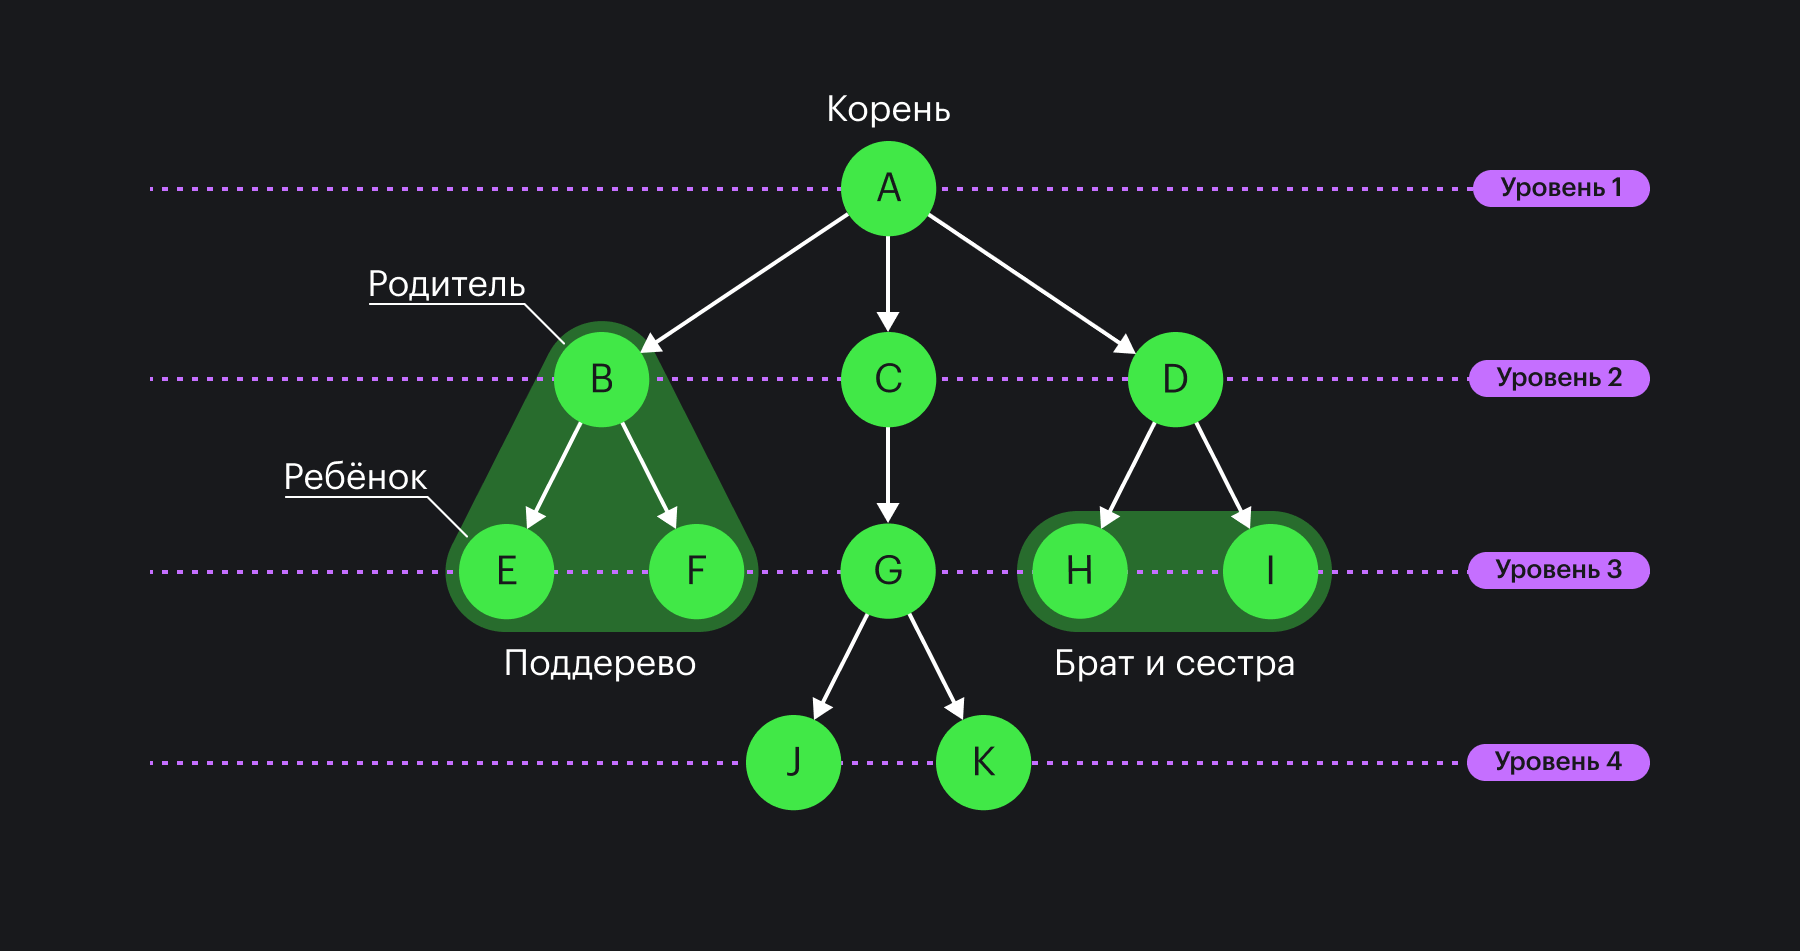 Корень
A
Уровень 1
Родитель
B
C
D
Уровень 2
Ребёнок
E
F
G
H
I
Уровень 3
Поддерево
Брат и сестра
J
K
Уровень 4